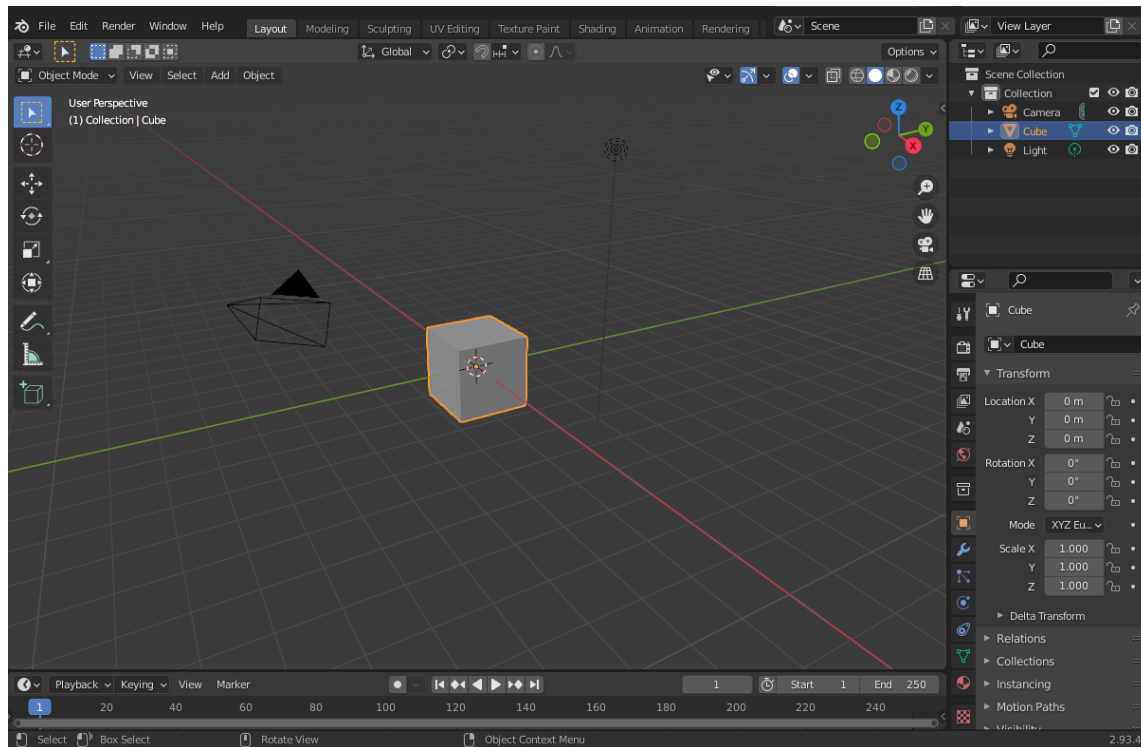 File Edit Render Window Help Layout Modeling Sculpting UV Editing Texture Paint Shading Animation Rendering Scene View Layer
Global Options
Object Mode View Select Add Object
User Perspective
(1) Collection | Cube
Z
Y
X
Scene Collection
Collection
Camera
Cube
Light
Cube
Cube
Transform
Location X 0 m
Y 0 m
Z 0 m
Rotation X 0°
Y 0°
Z 0°
Mode XYZ Eu...
Scale X 1.000
Y 1.000
Z 1.000
Delta Transform
Relations
Collections
Instancing
Motion Paths
Playback Keying View Marker 1 Start 1 End 250
1 20 40 60 80 100 120 140 160 180 200 220 240
Select Box Select Rotate View Object Context Menu 2.93.4